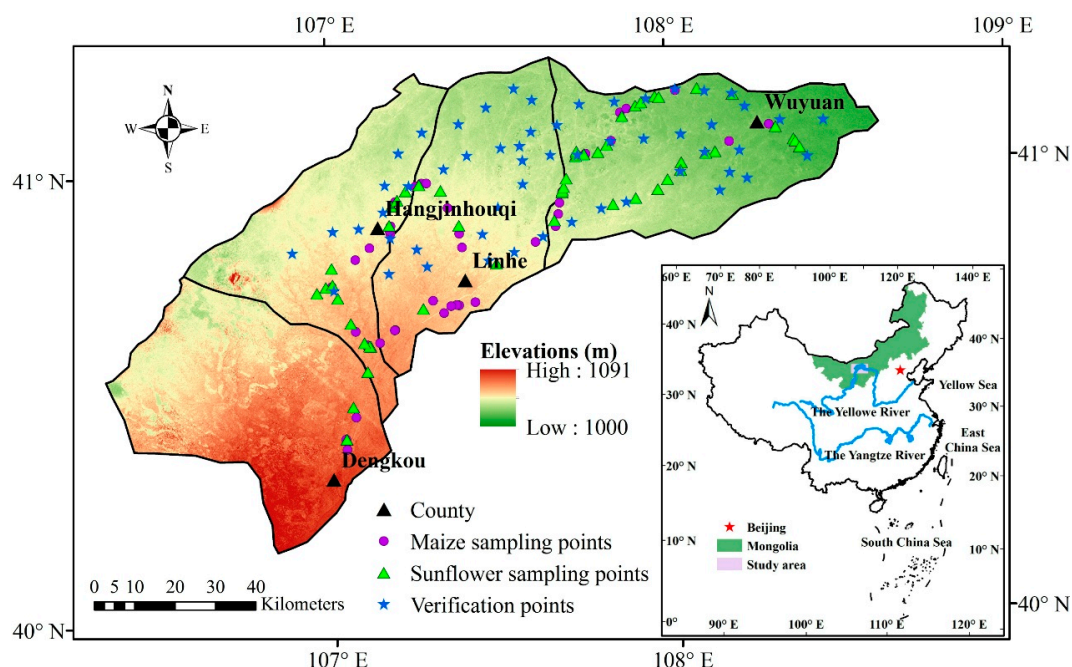 107° E
108° E
109° E
N
W
E
S
41° N
41° N
Wuyuan
Hangjinhouqi
Linhe
Dengkou
Elevations (m)
High : 1091
Low : 1000
County
Maize sampling points
Sunflower sampling points
Verification points
0 5 10 20 30 40
Kilometers
40° N
40° N
107° E
108° E
60° E
70° E
80° E
100° E
120° E
130° E
140° E
N
40° N
40° N
30° N
30° N
20° N
20° N
10° N
10° N
0°
0° N
90° E
100° E
110° E
120° E
Yellow Sea
The Yellowe River
East
China Sea
The Yangtze River
South China Sea
Beijing
Mongolia
Study area